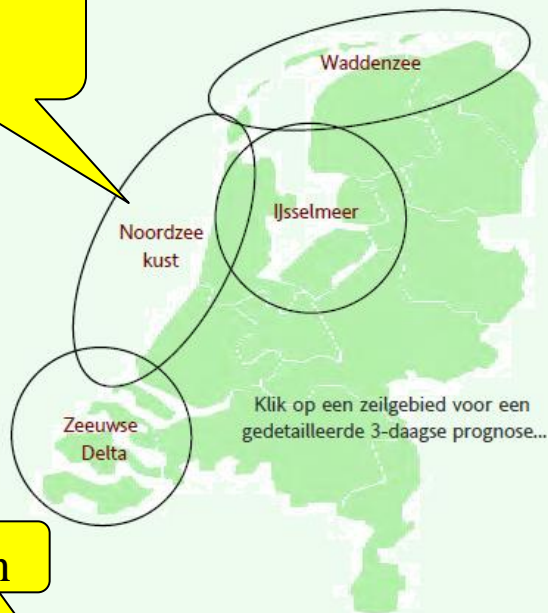 Waddenzee
IJsselmeer
Noordzee
kust
Zeeuwse
Delta
Klik op een zeilgebied voor een
gedetailleerde 3-daagse prognose...